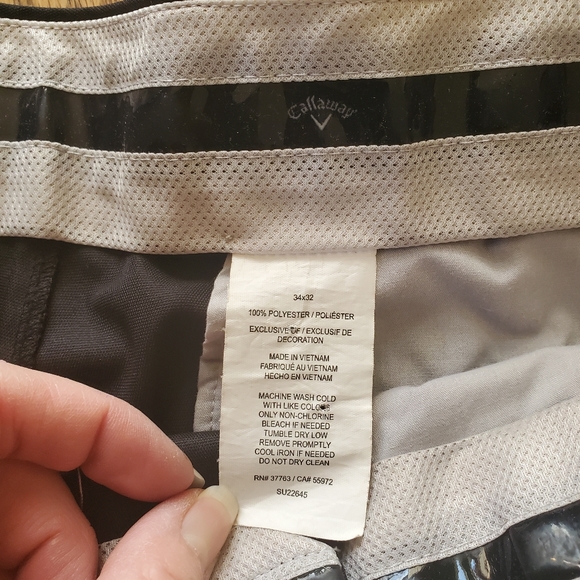 Callaway
34x32
100% POLYESTER / POLIÉSTER
EXCLUSIVE OF / EXCLUSIF DE
DECORATION
MADE IN VIETNAM
FABRIQUÉ AU VIETNAM
HECHO EN VIETNAM
MACHINE WASH COLD
WITH LIKE COLORS
ONLY NON-CHLORINE
BLEACH IF NEEDED
TUMBLE DRY LOW
REMOVE PROMPTLY
COOL IRON IF NEEDED
DO NOT DRY CLEAN
RN# 37763 / CA# 55972
SU22645